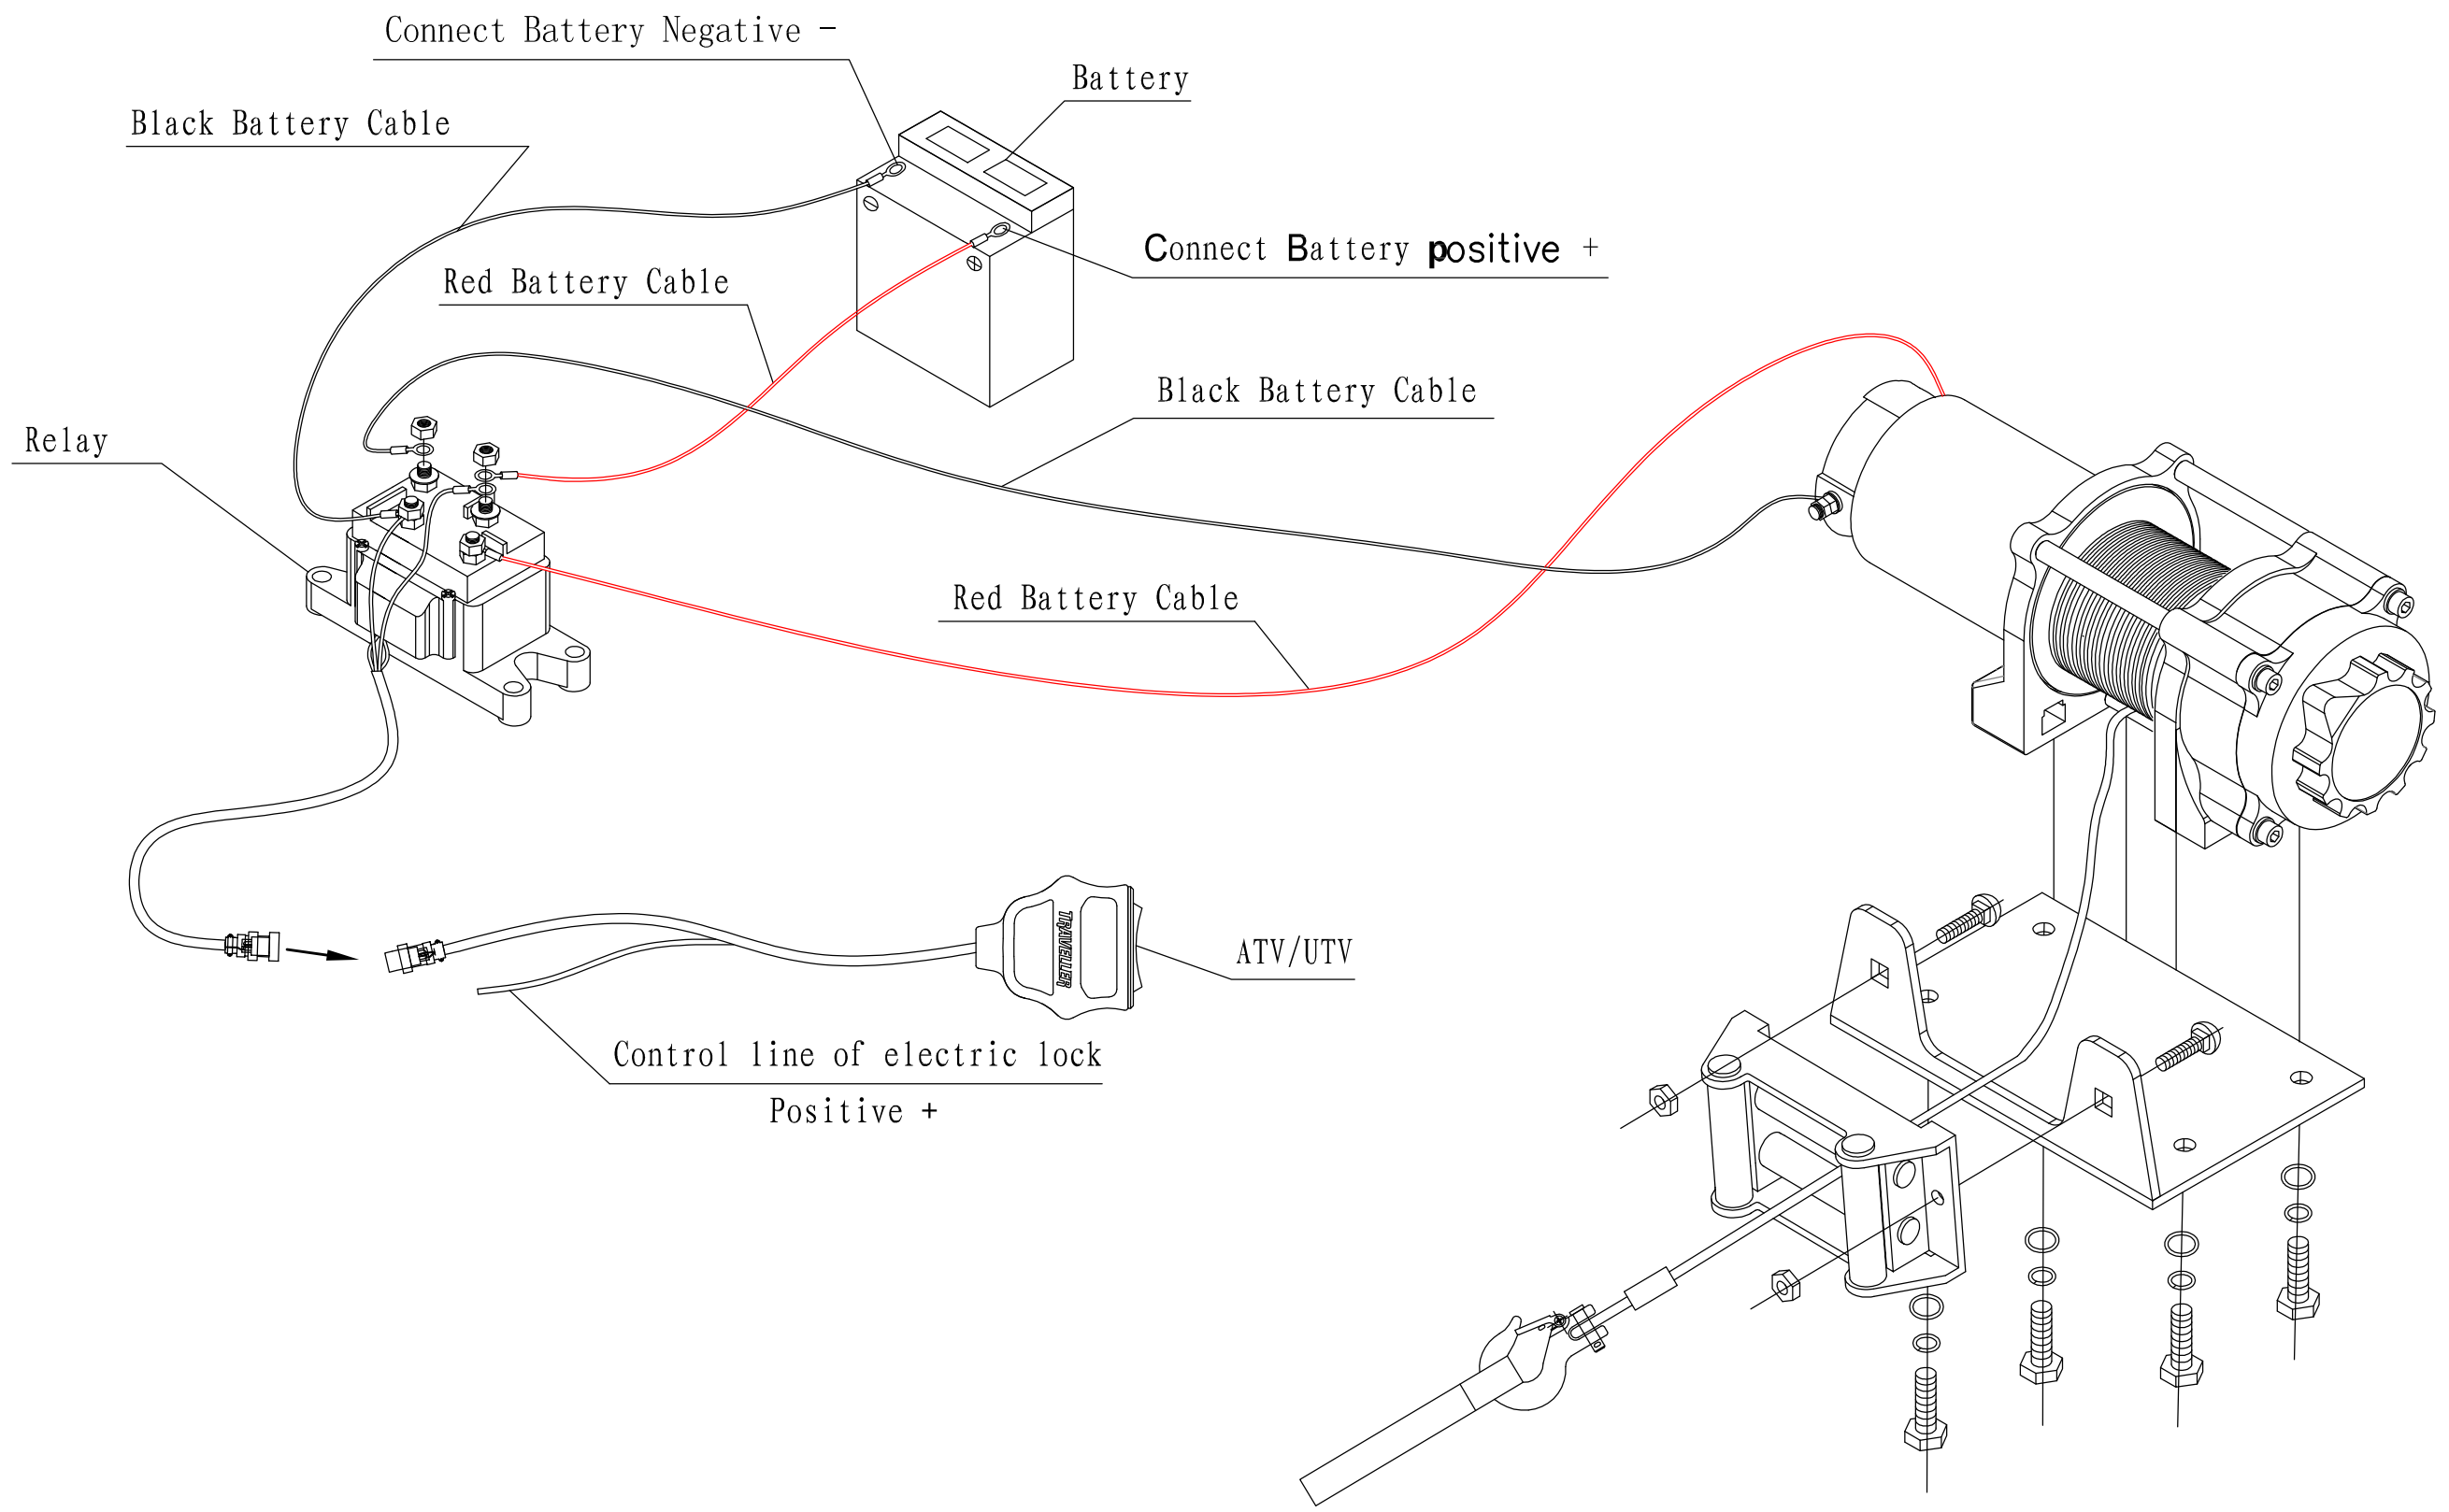 Connect Battery Negative -
Battery
Black Battery Cable
Connect Battery positive +
Red Battery Cable
Black Battery Cable
Relay
Red Battery Cable
TRAVELLER
ATV/UTV
Control line of electric lock
Positive +